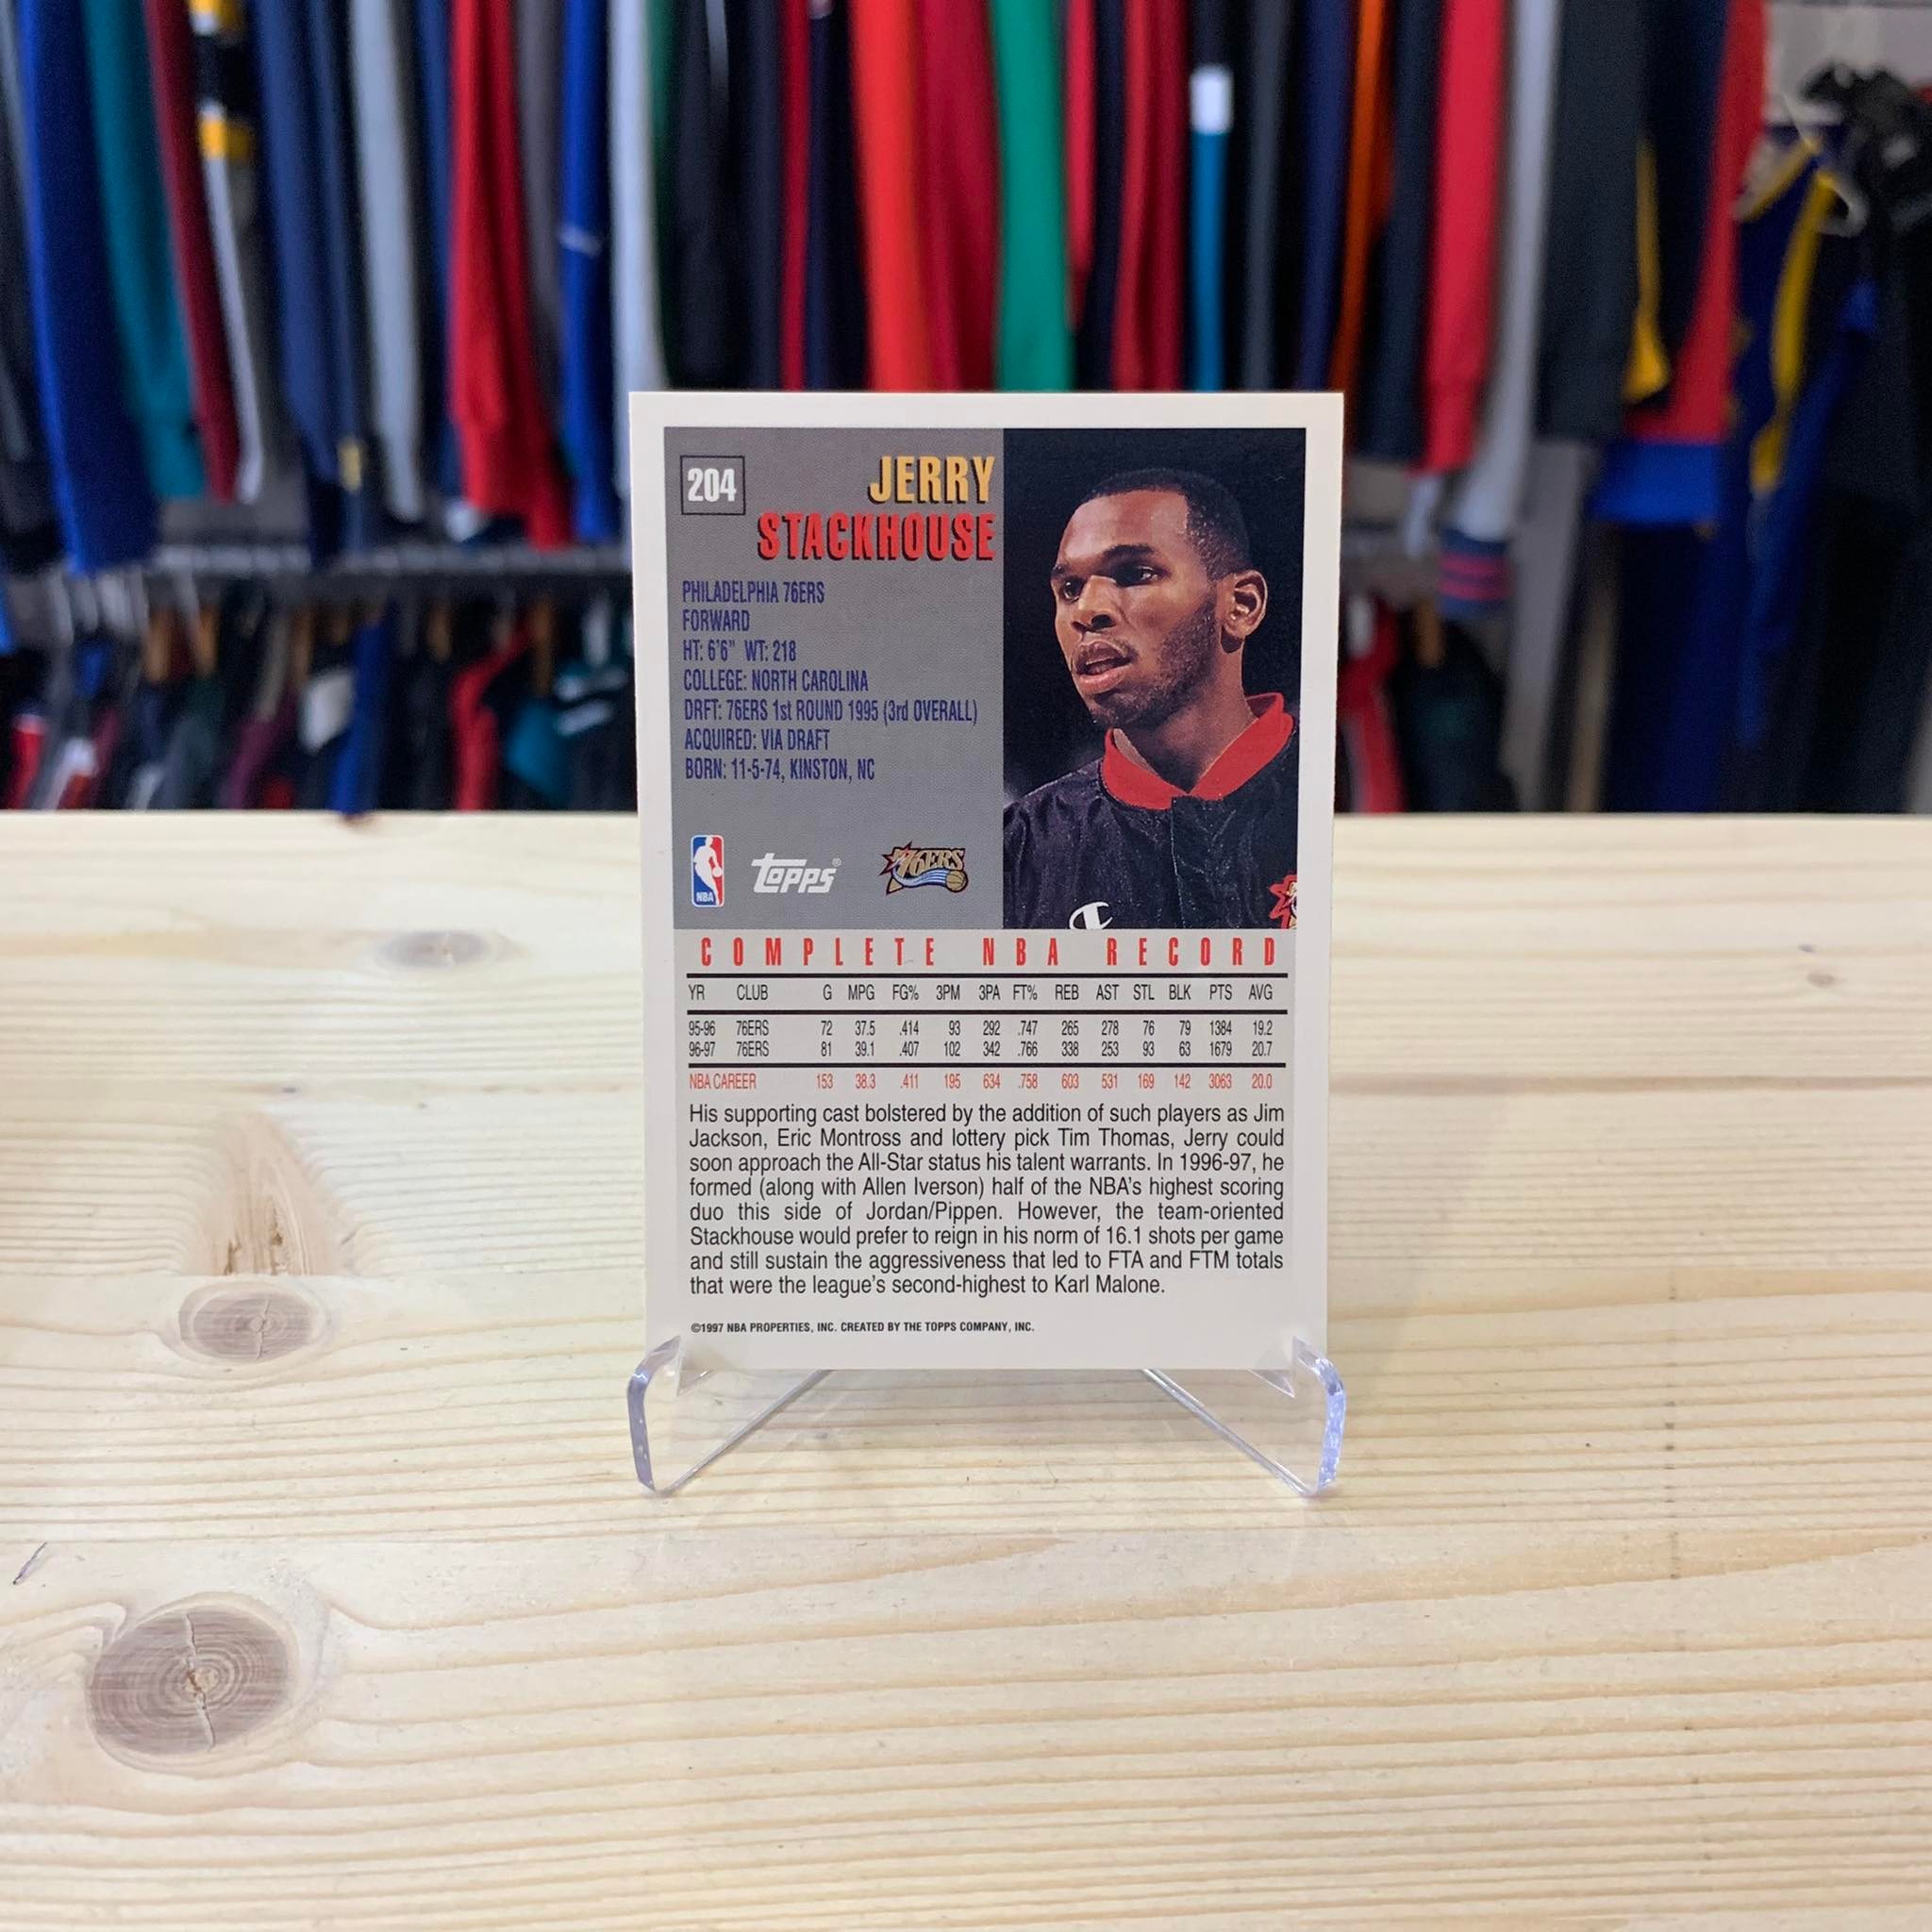 204
JERRY
STACKHOUSE
PHILADELPHIA 76ERS
FORWARD
HT: 6'6" WT: 218
COLLEGE: NORTH CAROLINA
DRFT: 76ERS 1st ROUND 1995 (3rd OVERALL)
ACQUIRED: VIA DRAFT
BORN: 11-5-74, KINSTON, NC
NBA TOPPS® 76ERS
COMPLETE NBA RECORD
YR CLUB G MPG FG% 3PM 3PA FT% REB AST STL BLK PTS AVG
95-96 76ERS 72 37.5 .414 93 292 .747 265 278 76 79 1384 19.2
96-97 76ERS 81 39.1 .407 102 342 .766 338 253 93 63 1679 20.7
NBA CAREER 153 38.3 .411 195 634 .758 603 531 169 142 3063 20.0
His supporting cast bolstered by the addition of such players as Jim
Jackson, Eric Montross and lottery pick Tim Thomas, Jerry could
soon approach the All-Star status his talent warrants. In 1996-97, he
formed (along with Allen Iverson) half of the NBA's highest scoring
duo this side of Jordan/Pippen. However, the team-oriented
Stackhouse would prefer to reign in his norm of 16.1 shots per game
and still sustain the aggressiveness that led to FTA and FTM totals
that were the league's second-highest to Karl Malone.
©1997 NBA PROPERTIES, INC. CREATED BY THE TOPPS COMPANY, INC.